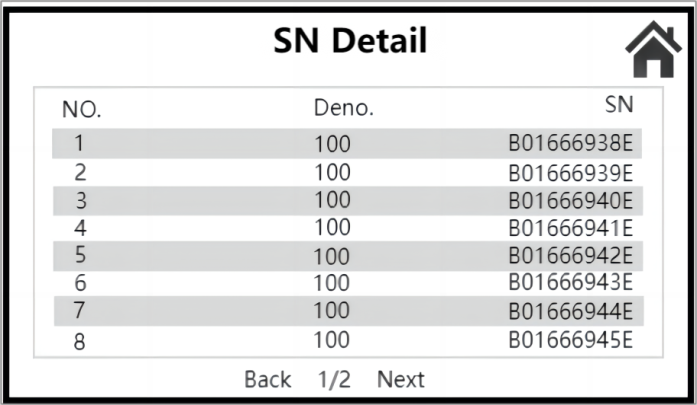 SN Detail
NO. Deno. SN
1 100 B01666938E
2 100 B01666939E
3 100 B01666940E
4 100 B01666941E
5 100 B01666942E
6 100 B01666943E
7 100 B01666944E
8 100 B01666945E
Back 1/2 Next